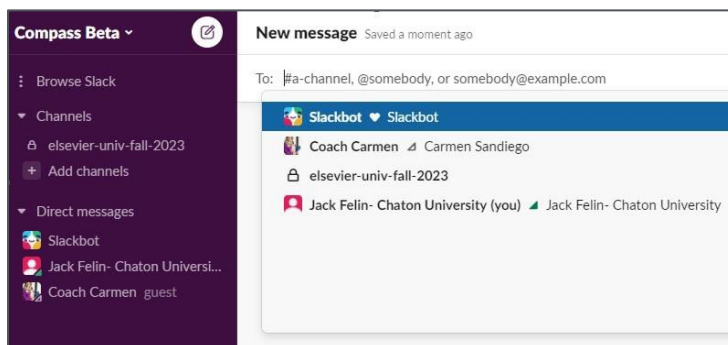 Compass Beta
Browse Slack
Channels
elsevier-univ-fall-2023
+ Add channels
Direct messages
Slackbot
Jack Felin- Chaton Universi...
Coach Carmen guest
New message Saved a moment ago
To: #a-channel, @somebody, or somebody@example.com
Slackbot ♥ Slackbot
Coach Carmen Carmen Sandiego
elsevier-univ-fall-2023
Jack Felin- Chaton University (you) Jack Felin- Chaton University